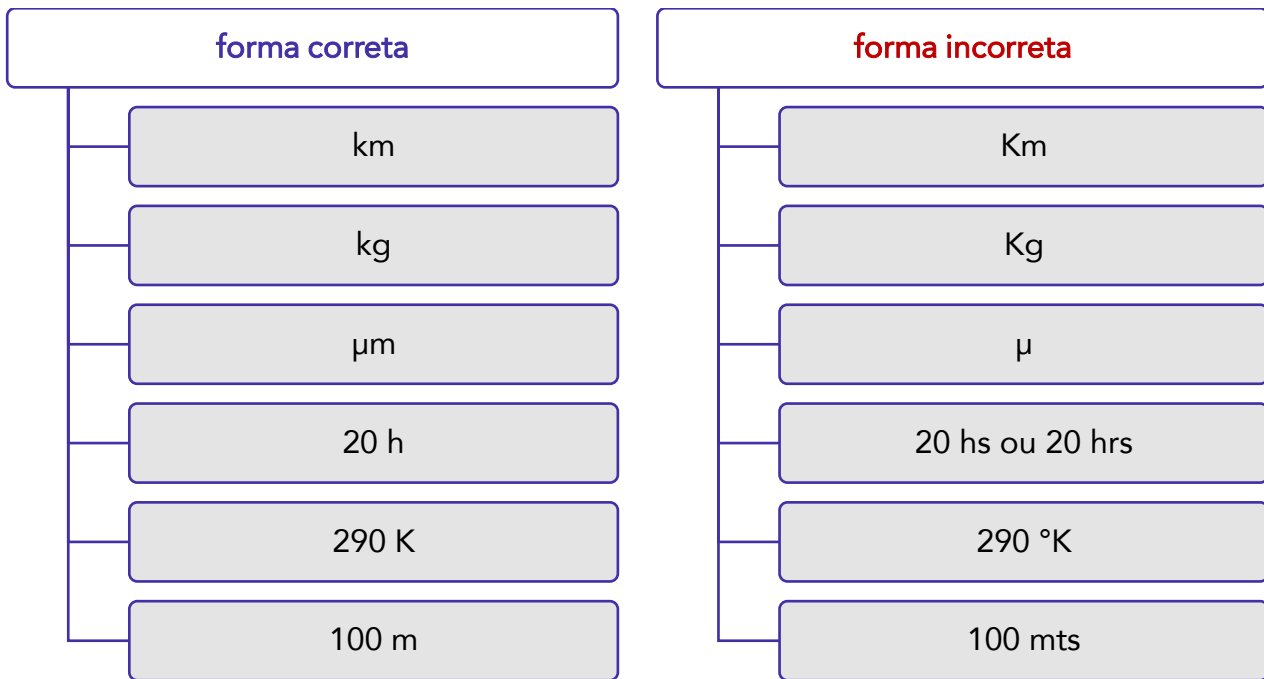 forma correta
km
kg
µm
20 h
290 K
100 m
forma incorreta
Km
Kg
µ
20 hs ou 20 hrs
290 °K
100 mts